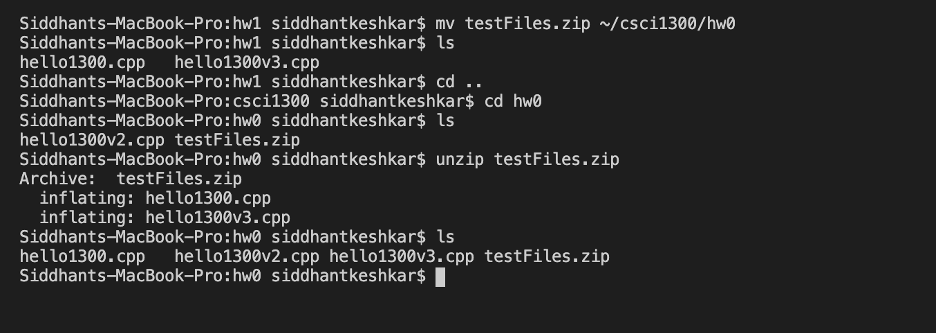 Siddhants-MacBook-Pro:hw1 siddhantkeshkar$ mv testFiles.zip ~/csci1300/hw0
Siddhants-MacBook-Pro:hw1 siddhantkeshkar$ ls
hello1300.cpp   hello1300v3.cpp
Siddhants-MacBook-Pro:hw1 siddhantkeshkar$ cd ..
Siddhants-MacBook-Pro:csci1300 siddhantkeshkar$ cd hw0
Siddhants-MacBook-Pro:hw0 siddhantkeshkar$ ls
hello1300v2.cpp testFiles.zip
Siddhants-MacBook-Pro:hw0 siddhantkeshkar$ unzip testFiles.zip
Archive:  testFiles.zip
  inflating: hello1300.cpp
  inflating: hello1300v3.cpp
Siddhants-MacBook-Pro:hw0 siddhantkeshkar$ ls
hello1300.cpp   hello1300v2.cpp hello1300v3.cpp testFiles.zip
Siddhants-MacBook-Pro:hw0 siddhantkeshkar$